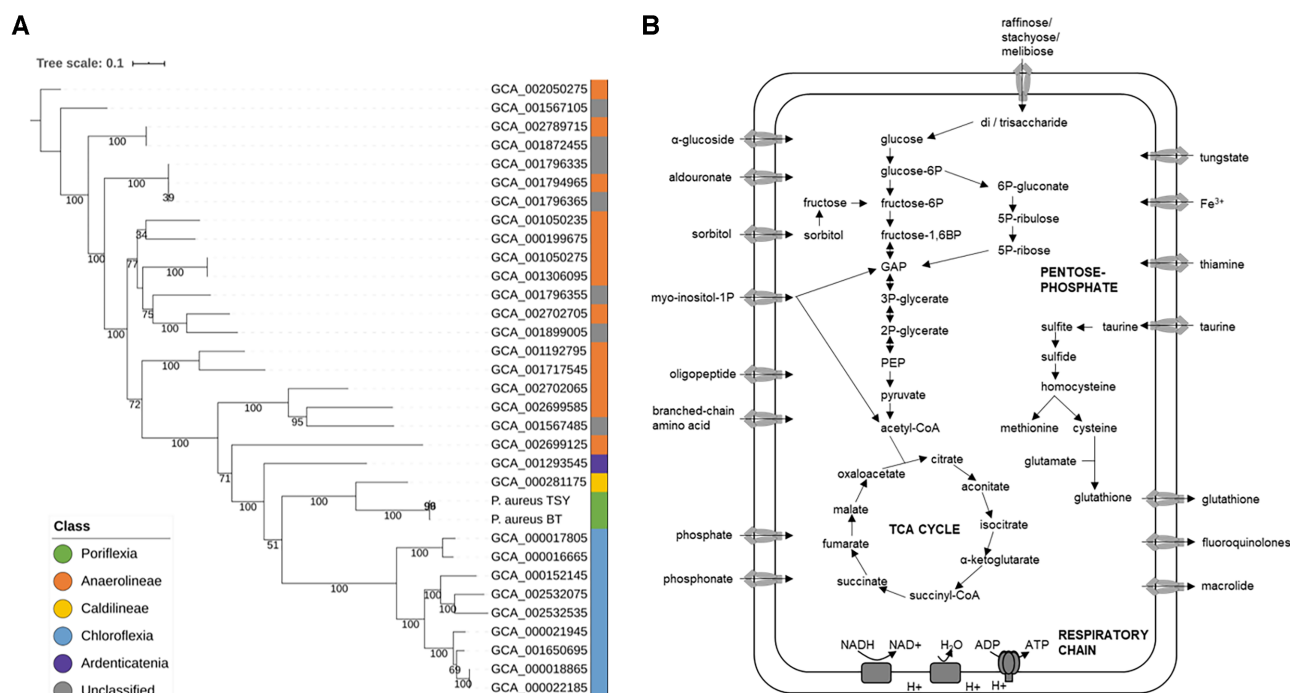 A
Tree scale: 0.1
GCA_002050275
GCA_001567105
GCA_002789715
100
GCA_001872455
GCA_001796335
GCA_001794965
100
GCA_001796365
39
100
GCA_001050235
GCA_000199675
34
GCA_001050275
100
77
GCA_001306095
100
GCA_001796355
GCA_002702705
75
100
GCA_001899005
100
GCA_001192795
100
GCA_001717545
GCA_002702065
72
100
GCA_002699585
95
GCA_001567485
100
GCA_002699125
GCA_001293545
71
GCA_000281175
100
P. aureus TSY
100
98
P. aureus BT
100
GCA_000017805
51
100
GCA_000016665
GCA_000152145
100
100
GCA_002532075
100
GCA_002532535
GCA_000021945
100
GCA_001650695
69
GCA_000018865
100
GCA_000022185
Class
Poriflexia
Anaerolineae
Caldilineae
Chloroflexia
Ardenticatenia
Unclassified
B
raffinose/
stachyose/
melibiose
di / trisaccharide
α-glucoside
aldouronate
sorbitol
myo-inositol-1P
oligopeptide
branched-chain
amino acid
phosphate
phosphonate
glucose
glucose-6P
fructose
fructose-6P
sorbitol
fructose-1,6BP
GAP
3P-glycerate
2P-glycerate
PEP
pyruvate
acetyl-CoA
6P-gluconate
5P-ribulose
5P-ribose
PENTOSE-
PHOSPHATE
oxaloacetate
citrate
aconitate
isocitrate
α-ketoglutarate
succinyl-CoA
succinate
fumarate
malate
TCA CYCLE
sulfite
taurine
sulfide
homocysteine
methionine
cysteine
glutamate
glutathione
tungstate
Fe3+
thiamine
taurine
glutathione
fluoroquinolones
macrolide
RESPIRATORY
CHAIN
NADH
NAD+
H2O
ADP
ATP
H+
H+
H+